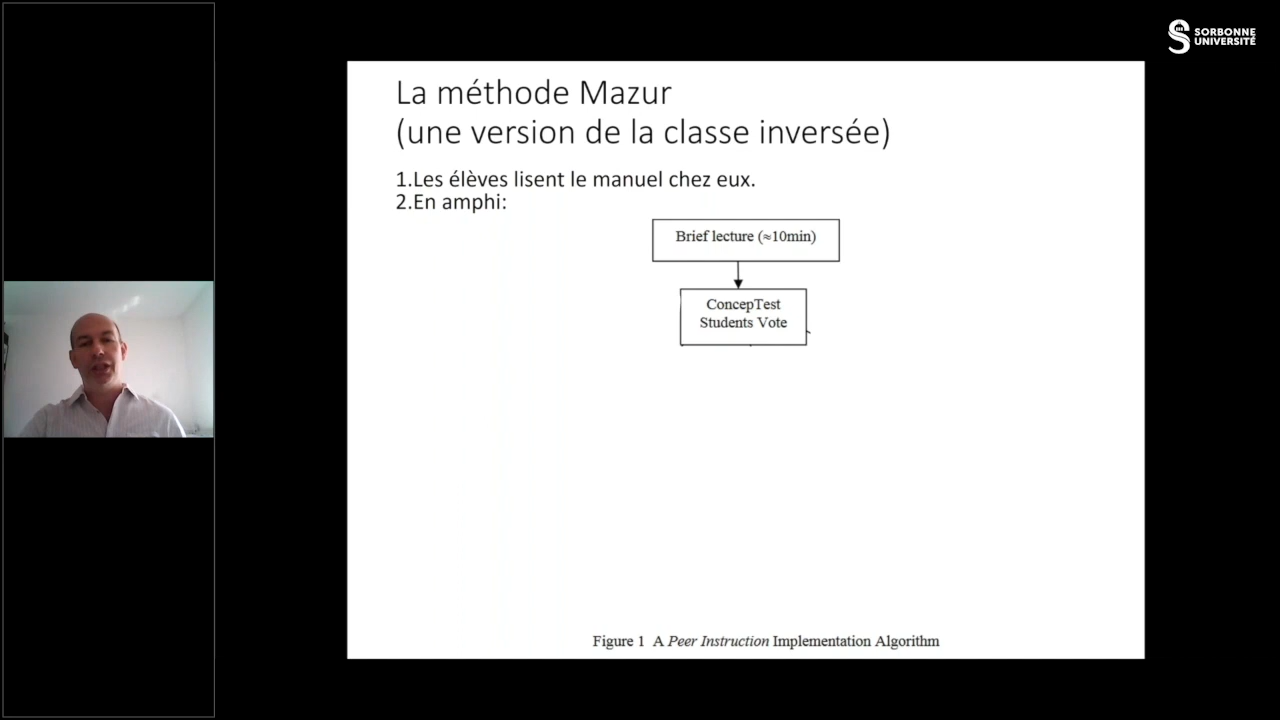 SORBONNE
UNIVERSITÉ
La méthode Mazur
(une version de la classe inversée)
1.Les élèves lisent le manuel chez eux.
2.En amphi:
Brief lecture (≈10min)
ConcepTest
Students Vote
Figure 1 A Peer Instruction Implementation Algorithm